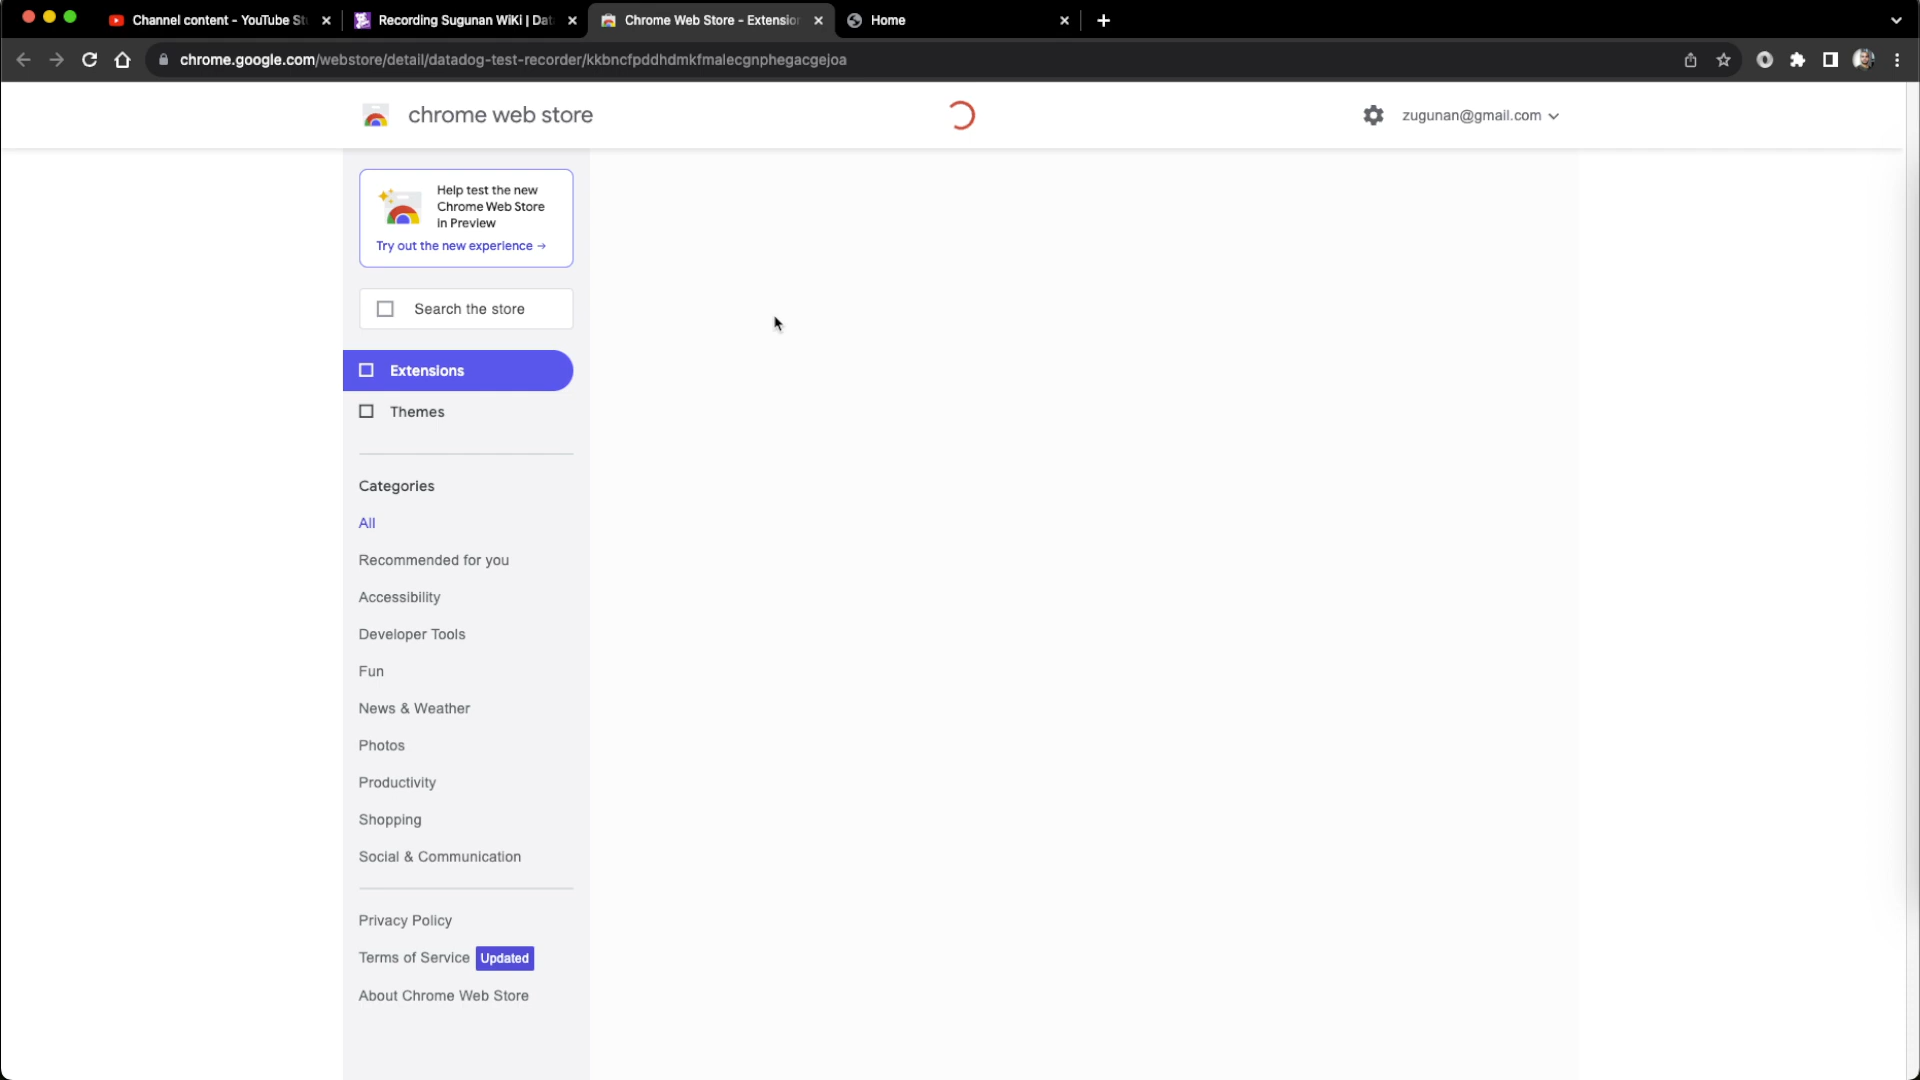 Channel content - YouTube St
Recording Sugunan WiKi | Dat
Chrome Web Store - Extension
Home
chrome.google.com/webstore/detail/datadog-test-recorder/kkbncfpddhdmkfmalecgnphegacgejoa
chrome web store
zugunan@gmail.com
Help test the new
Chrome Web Store
in Preview
Try out the new experience →
Search the store
Extensions
Themes
Categories
All
Recommended for you
Accessibility
Developer Tools
Fun
News & Weather
Photos
Productivity
Shopping
Social & Communication
Privacy Policy
Terms of Service Updated
About Chrome Web Store